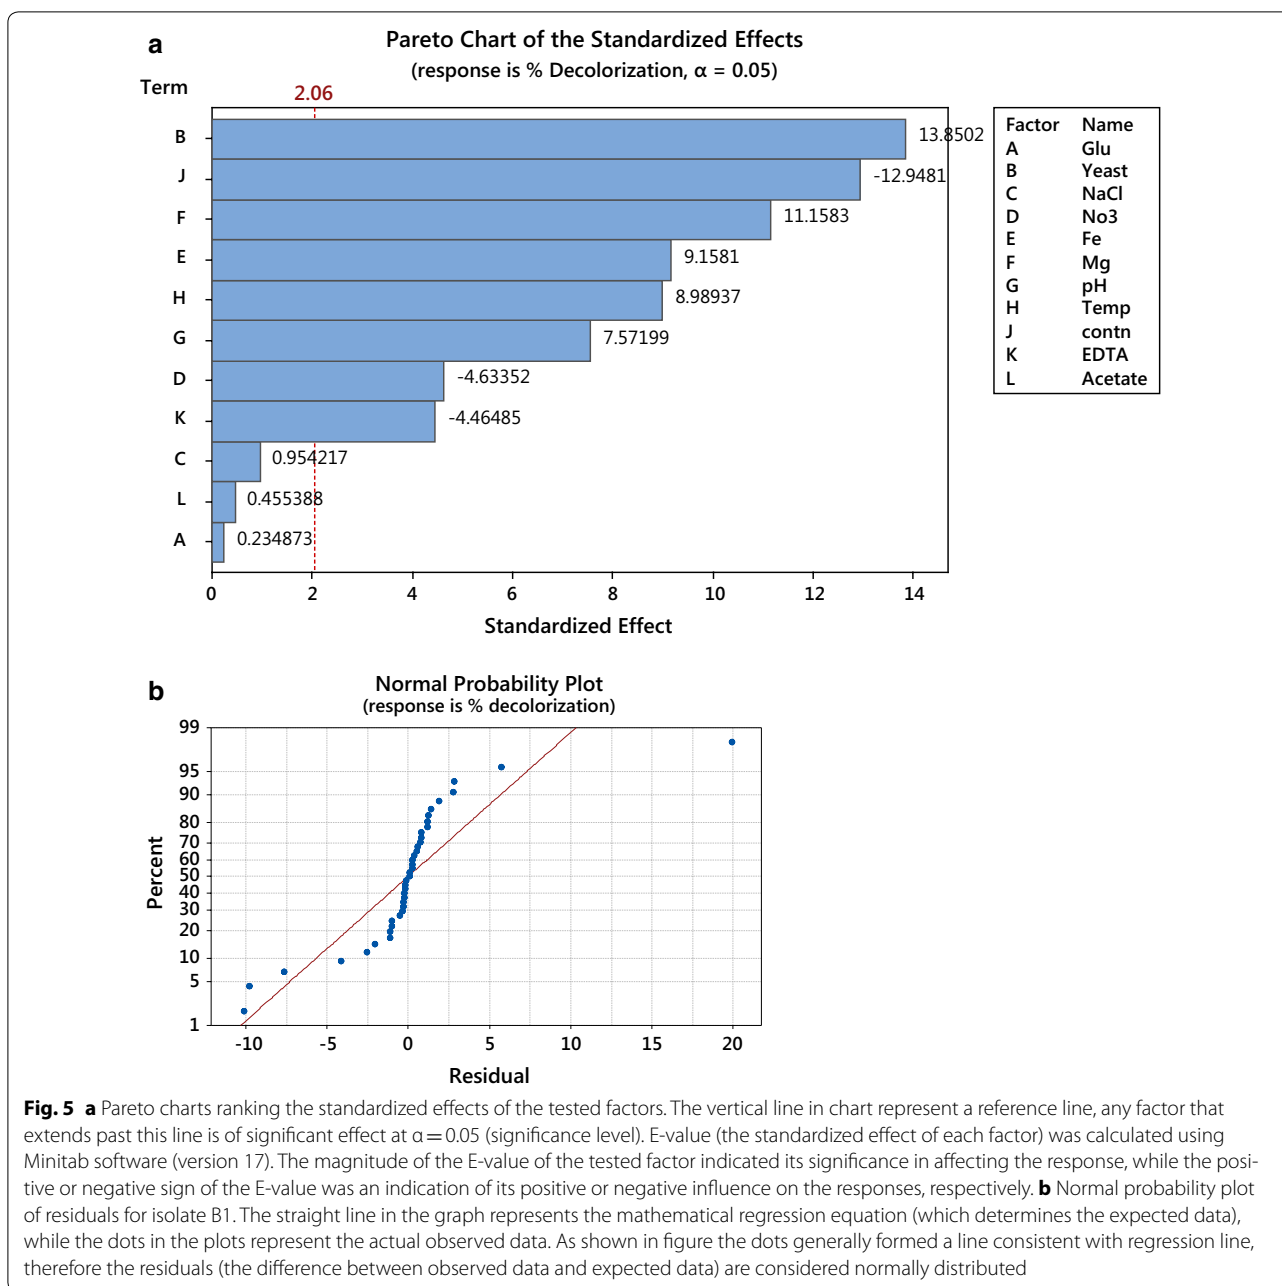 a
Pareto Chart of the Standardized Effects
(response is % Decolorization, α = 0.05)
Term
2.06
B 13.8502
J -12.9481
F 11.1583
E 9.1581
H 8.98937
G 7.57199
D -4.63352
K -4.46485
C 0.954217
L 0.455388
A 0.234873
0 2 4 6 8 10 12 14
Standardized Effect
Factor Name
A Glu
B Yeast
C NaCl
D No3
E Fe
F Mg
G pH
H Temp
J contn
K EDTA
L Acetate
b
Normal Probability Plot
(response is % decolorization)
Percent
99
95
90
80
70
60
50
40
30
20
10
5
1
-10 -5 0 5 10 15 20
Residual
Fig. 5 a Pareto charts ranking the standardized effects of the tested factors. The vertical line in chart represent a reference line, any factor that
extends past this line is of significant effect at α = 0.05 (significance level). E-value (the standardized effect of each factor) was calculated using
Minitab software (version 17). The magnitude of the E-value of the tested factor indicated its significance in affecting the response, while the posi-
tive or negative sign of the E-value was an indication of its positive or negative influence on the responses, respectively. b Normal probability plot
of residuals for isolate B1. The straight line in the graph represents the mathematical regression equation (which determines the expected data),
while the dots in the plots represent the actual observed data. As shown in figure the dots generally formed a line consistent with regression line,
therefore the residuals (the difference between observed data and expected data) are considered normally distributed